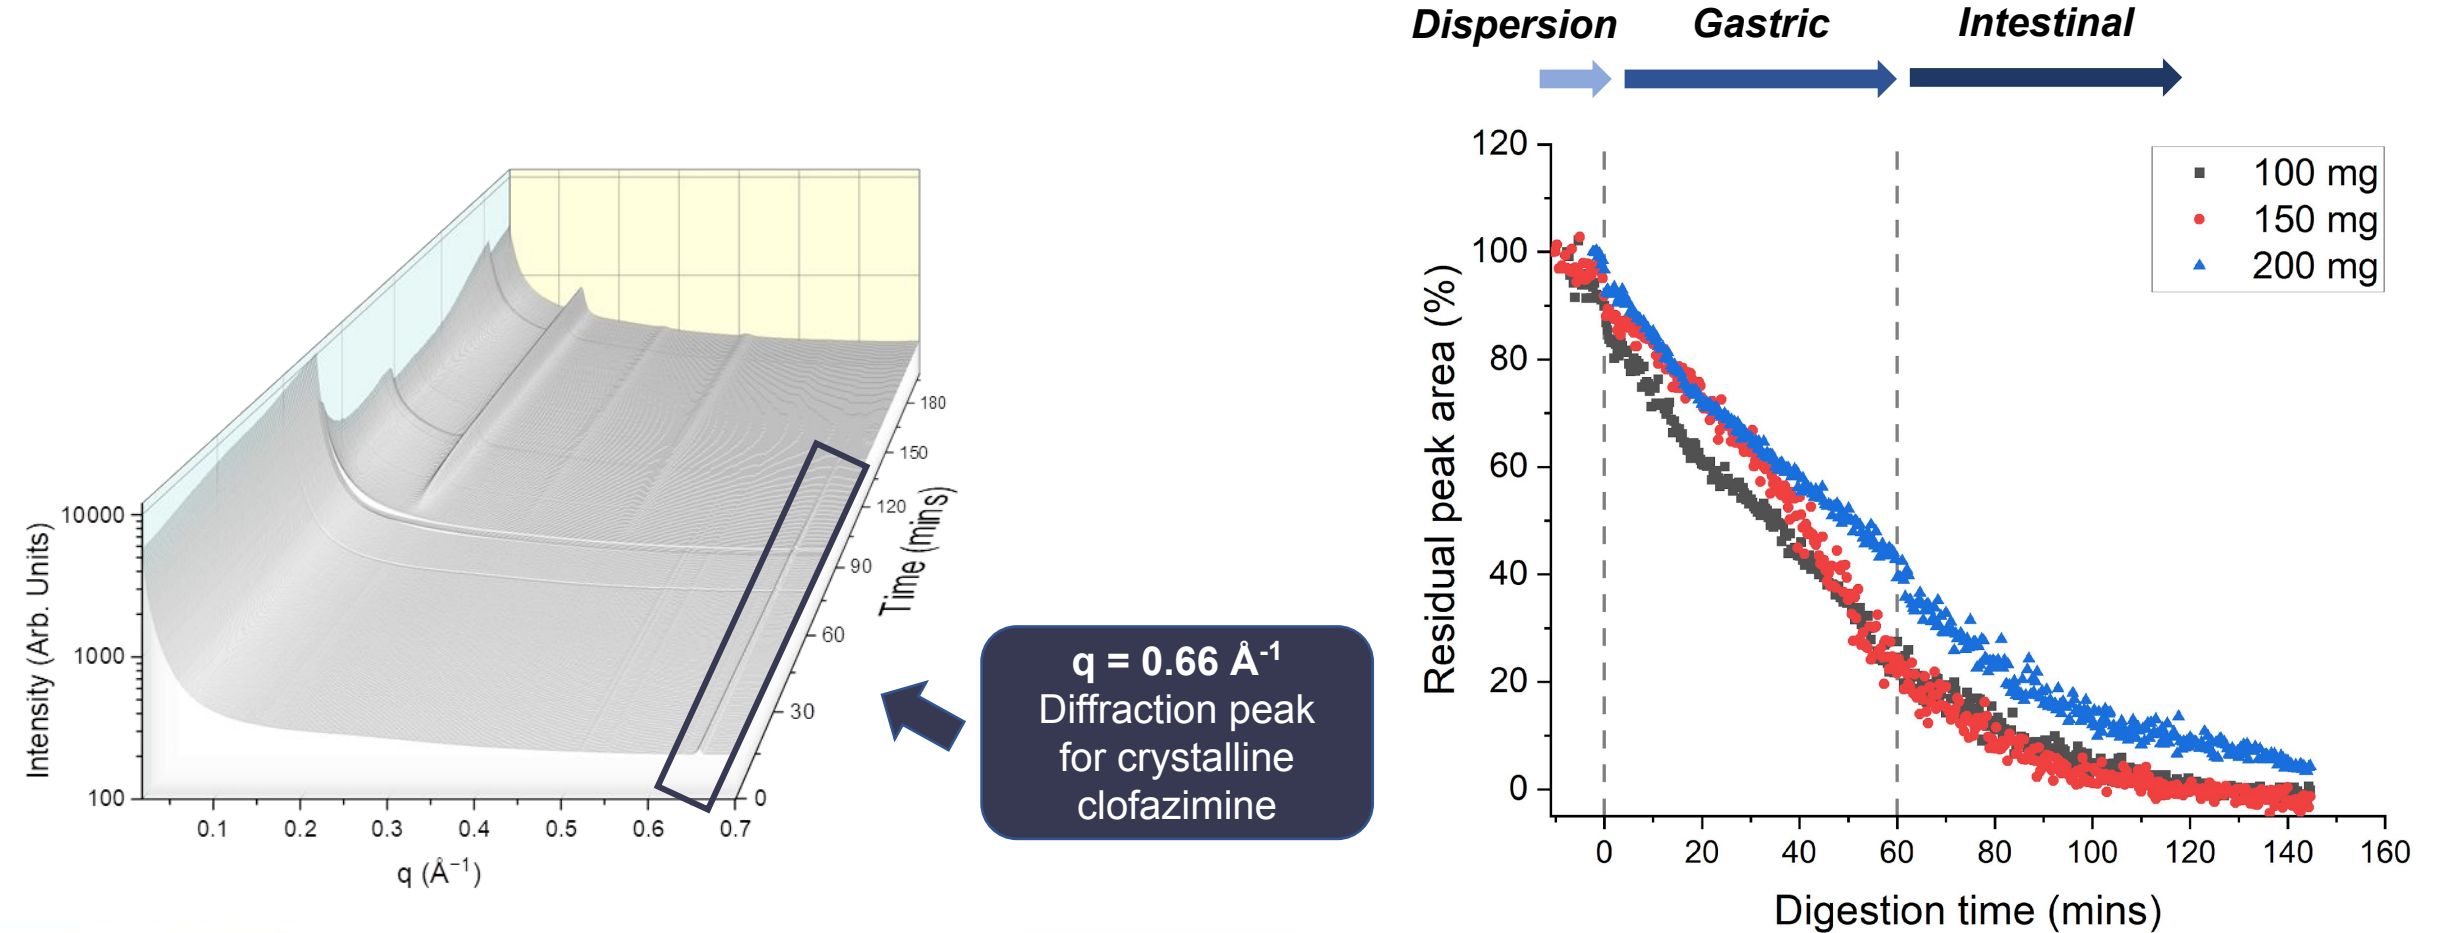 Dispersion Gastric Intestinal
10000
1000
100
Intensity (Arb. Units)
0.1 0.2 0.3 0.4 0.5 0.6 0.7
q (Å⁻¹)
0
30
60
90
120
150
180
Time (mins)
q = 0.66 Å⁻¹
Diffraction peak
for crystalline
clofazimine
120
100
80
60
40
20
0
Residual peak area (%)
100 mg
150 mg
200 mg
0 20 40 60 80 100 120 140 160
Digestion time (mins)